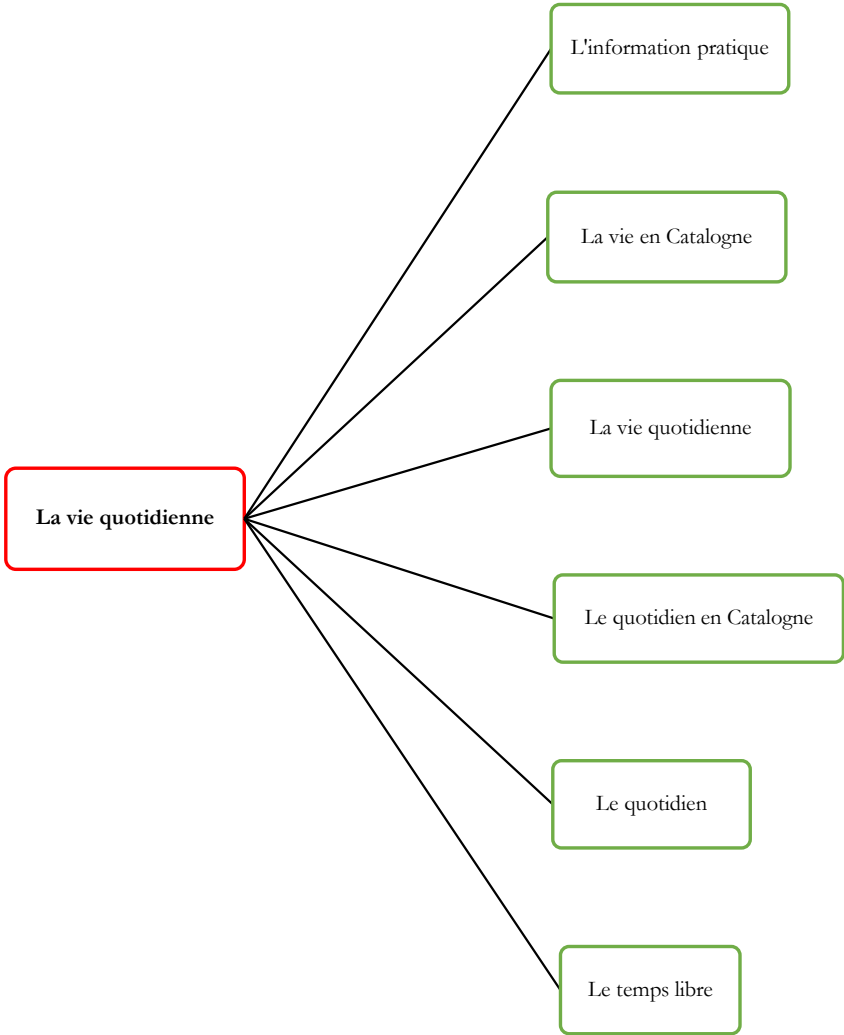 L'information pratique
La vie en Catalogne
La vie quotidienne
La vie quotidienne
Le quotidien en Catalogne
Le quotidien
Le temps libre